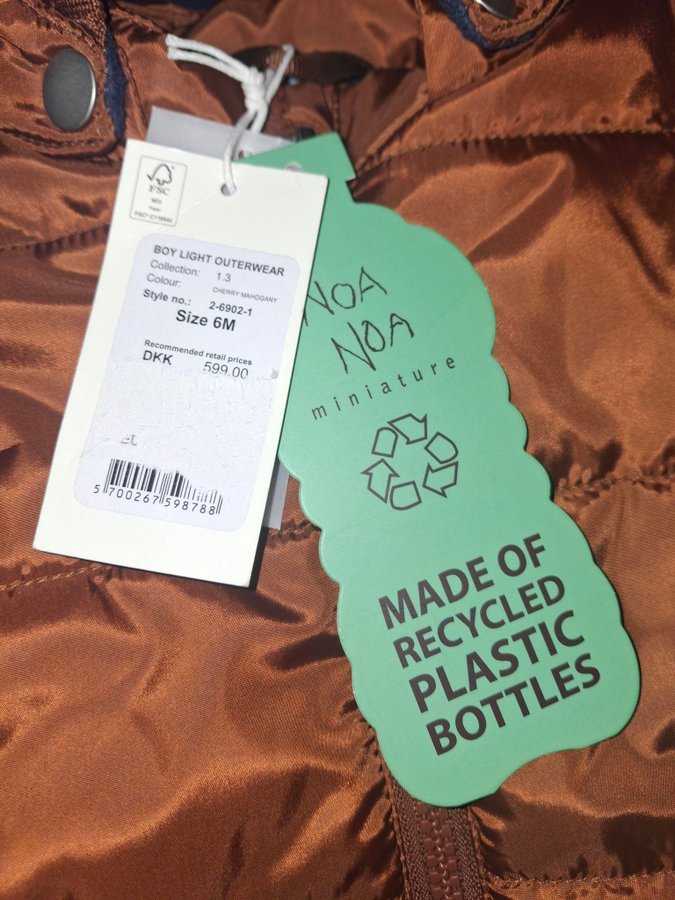 FSC
MIX
BOY LIGHT OUTERWEAR
Collection: 1.3
Colour: CHERRY MAHOGANY
Style no.: 2-6902-1
Size 6M
Recommended retail prices
DKK 599.00
5 700267 598788
NOA
NOA
miniature
MADE OF
RECYCLED
PLASTIC
BOTTLES